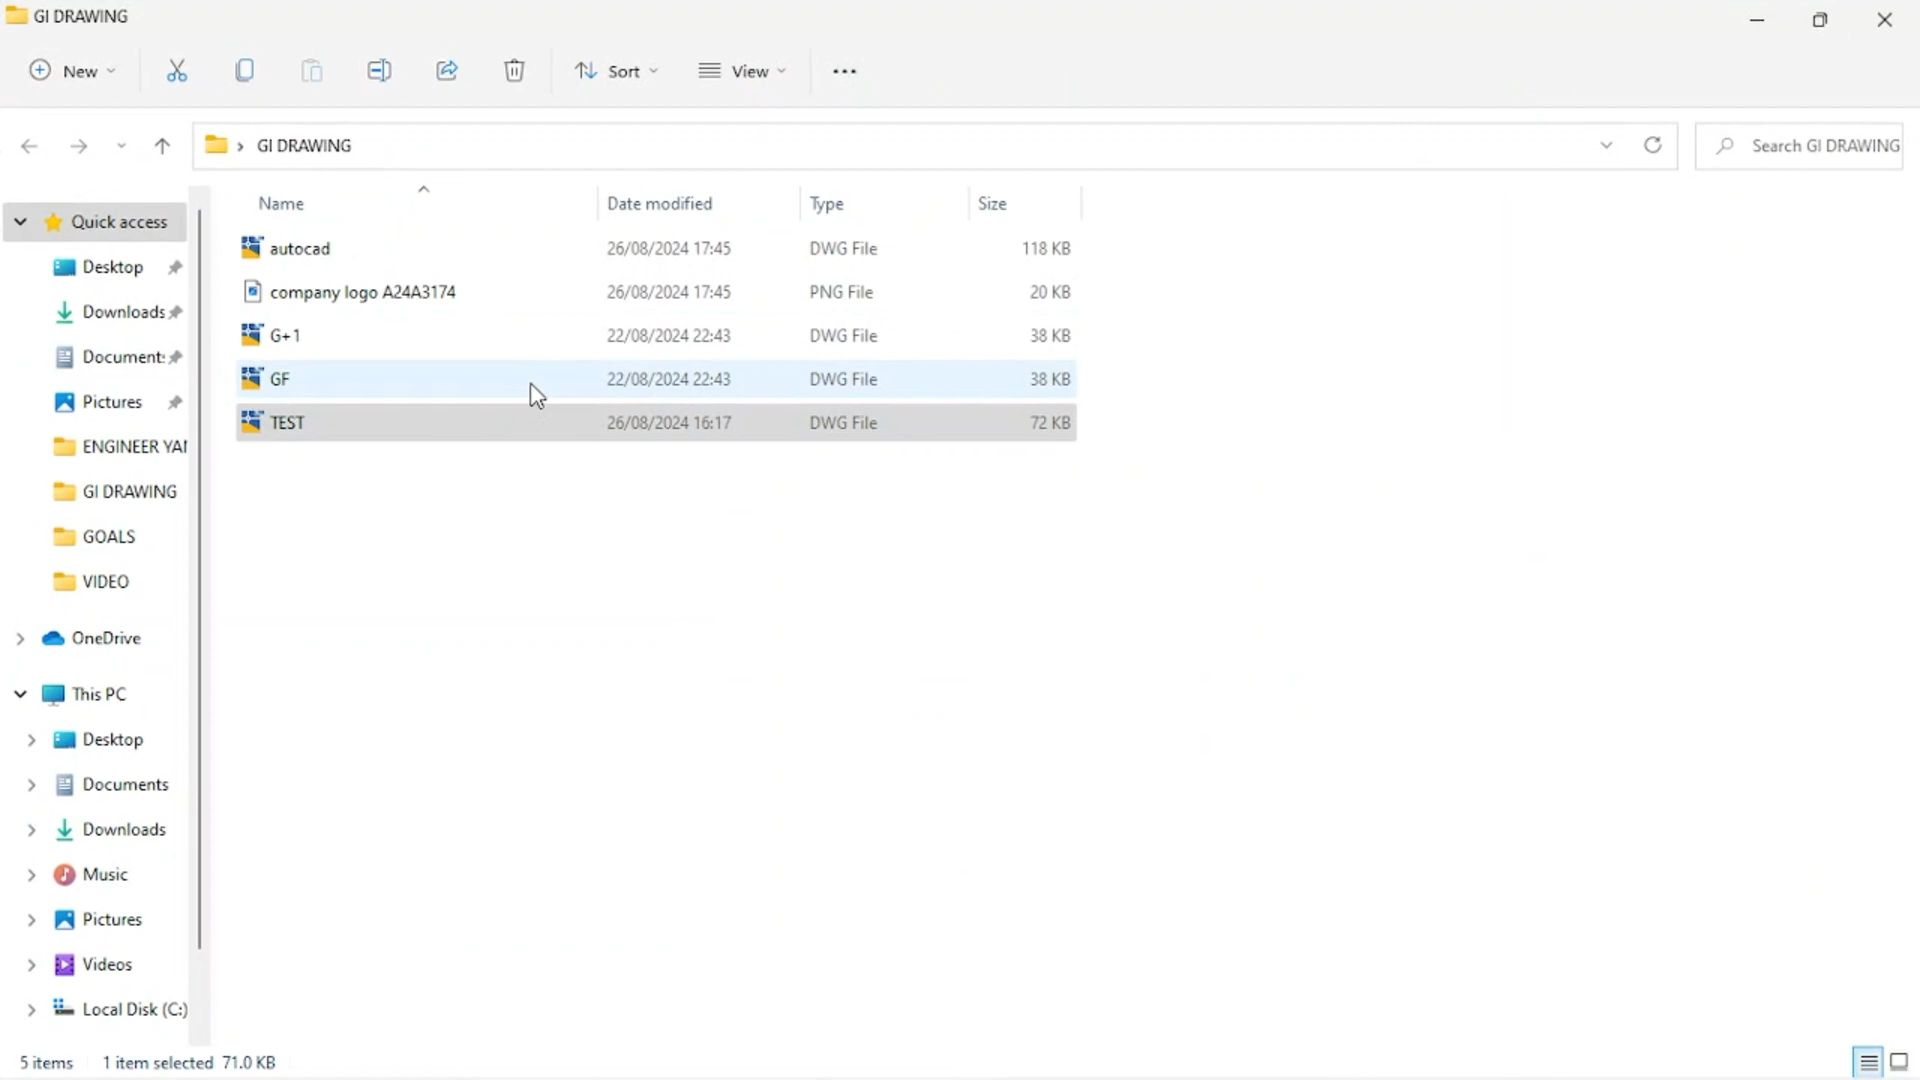 GI DRAWING
New
Sort
View
GI DRAWING
Search GI DRAWING
Name
Date modified
Type
Size
Quick access
Desktop
Downloads
Document:
Pictures
ENGINEER YAI
GI DRAWING
GOALS
VIDEO
OneDrive
This PC
Desktop
Documents
Downloads
Music
Pictures
Videos
Local Disk (C:)
autocad 26/08/2024 17:45 DWG File 118 KB
company logo A24A3174 26/08/2024 17:45 PNG File 20 KB
G+1 22/08/2024 22:43 DWG File 38 KB
GF 22/08/2024 22:43 DWG File 38 KB
TEST 26/08/2024 16:17 DWG File 72 KB
5 items 1 item selected 71.0 KB